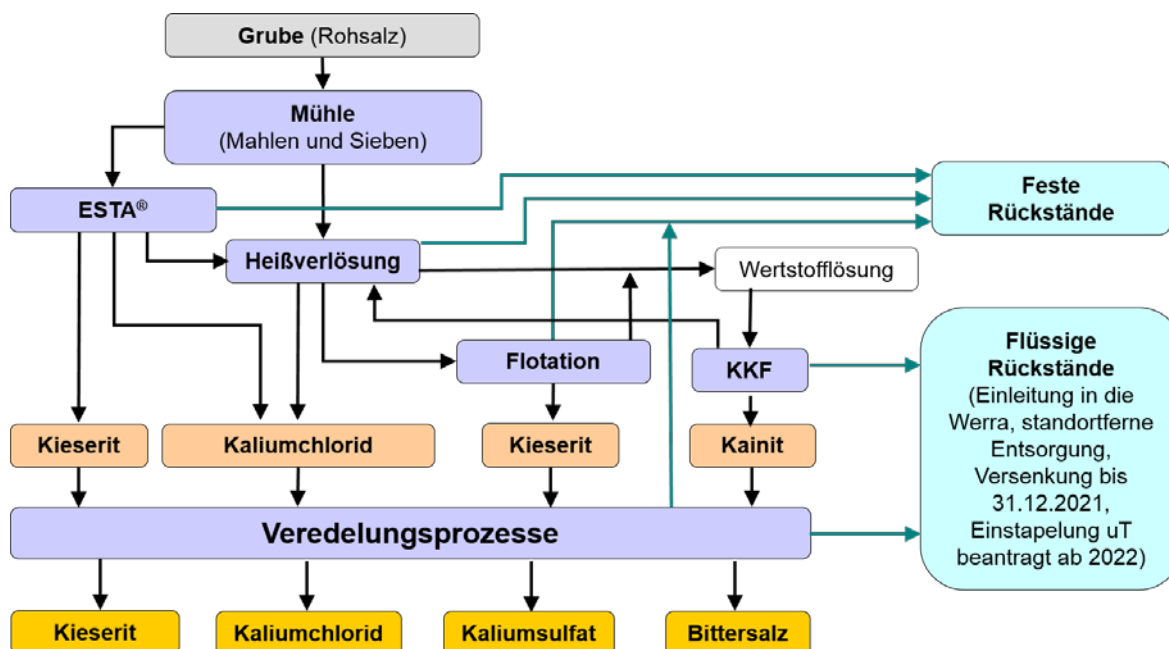 Grube (Rohsalz)
Mühle
(Mahlen und Sieben)
ESTA®
Feste
Rückstände
Heißverlösung
Wertstofflösung
Flotation
KKF
Flüssige
Rückstände
(Einleitung in die
Werra, standortferne
Entsorgung,
Versenkung bis
31.12.2021,
Einstapelung uT
beantragt ab 2022)
Kieserit
Kaliumchlorid
Kieserit
Kainit
Veredelungsprozesse
Kieserit
Kaliumchlorid
Kaliumsulfat
Bittersalz